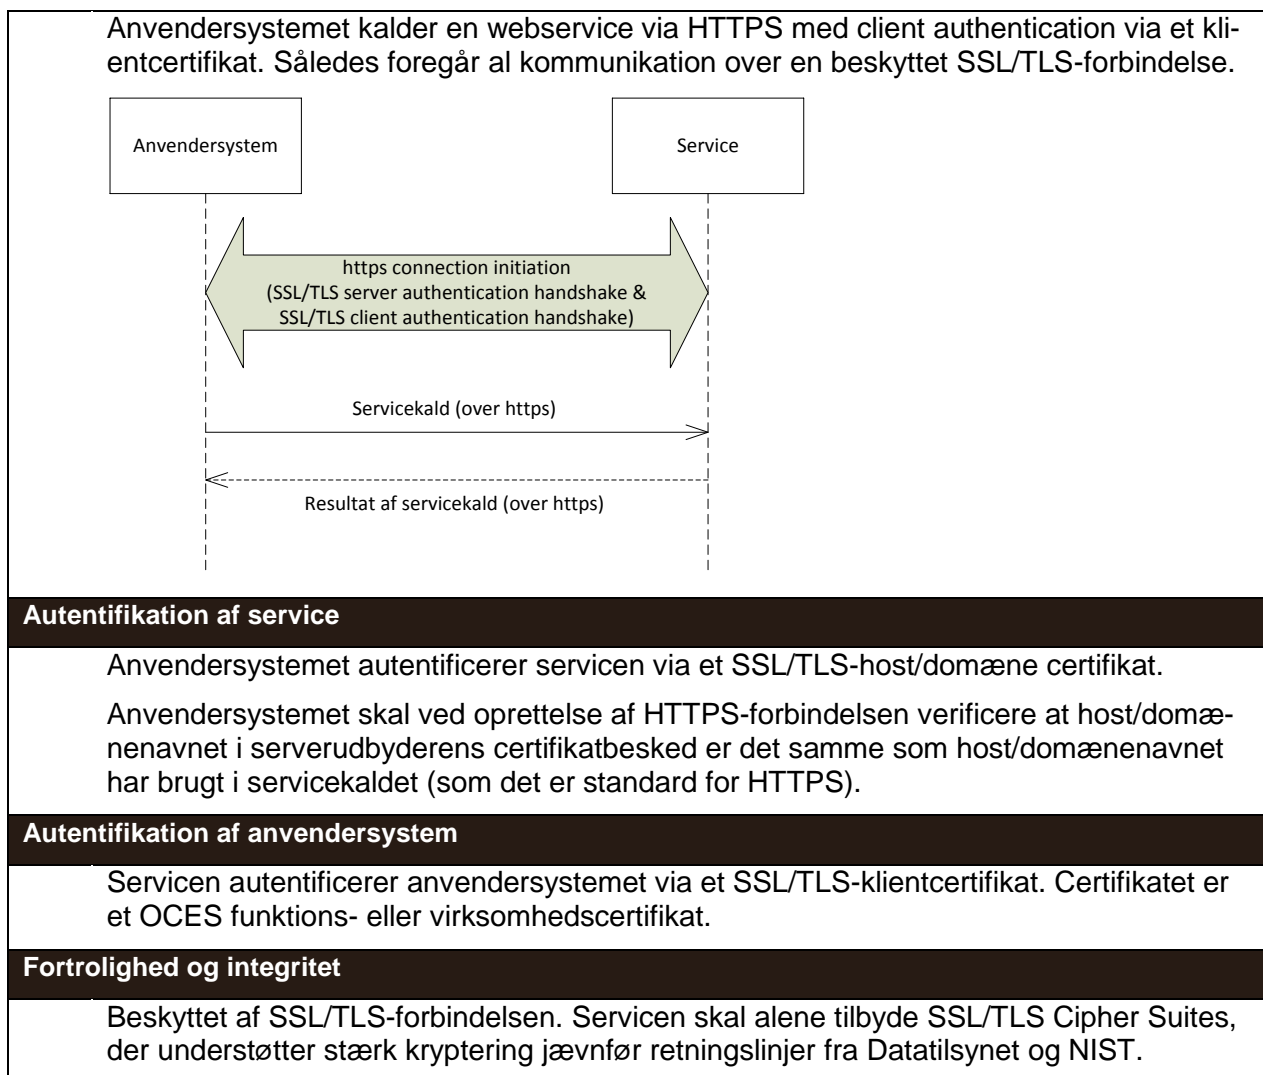 Anvendersystemet kalder en webservice via HTTPS med client authentication via et kli-
entcertifikat. Således foregår al kommunikation over en beskyttet SSL/TLS-forbindelse.
Anvendersystem
Service
https connection initiation
(SSL/TLS server authentication handshake &
SSL/TLS client authentication handshake)
Servicekald (over https)
Resultat af servicekald (over https)
Autentifikation af service
Anvendersystemet autentificerer servicen via et SSL/TLS-host/domæne certifikat.
Anvendersystemet skal ved oprettelse af HTTPS-forbindelsen verificere at host/domæ-
nenavnet i serverudbyderens certifikatbesked er det samme som host/domænenavnet
har brugt i servicekaldet (som det er standard for HTTPS).
Autentifikation af anvendersystem
Servicen autentificerer anvendersystemet via et SSL/TLS-klientcertifikat. Certifikatet er
et OCES funktions- eller virksomhedscertifikat.
Fortrolighed og integritet
Beskyttet af SSL/TLS-forbindelsen. Servicen skal alene tilbyde SSL/TLS Cipher Suites,
der understøtter stærk kryptering jævnfør retningslinjer fra Datatilsynet og NIST.